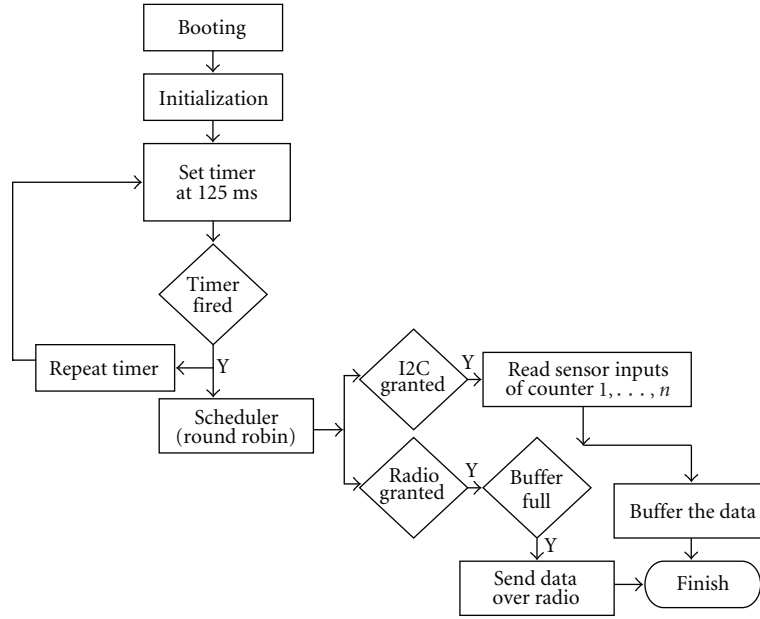 Booting
Initialization
Set timer
at 125 ms
Timer
fired
Y
Repeat timer
Scheduler
(round robin)
I2C
granted
Y
Read sensor inputs
of counter 1, . . . , n
Radio
granted
Y
Buffer
full
Y
Buffer the data
Send data
over radio
Finish